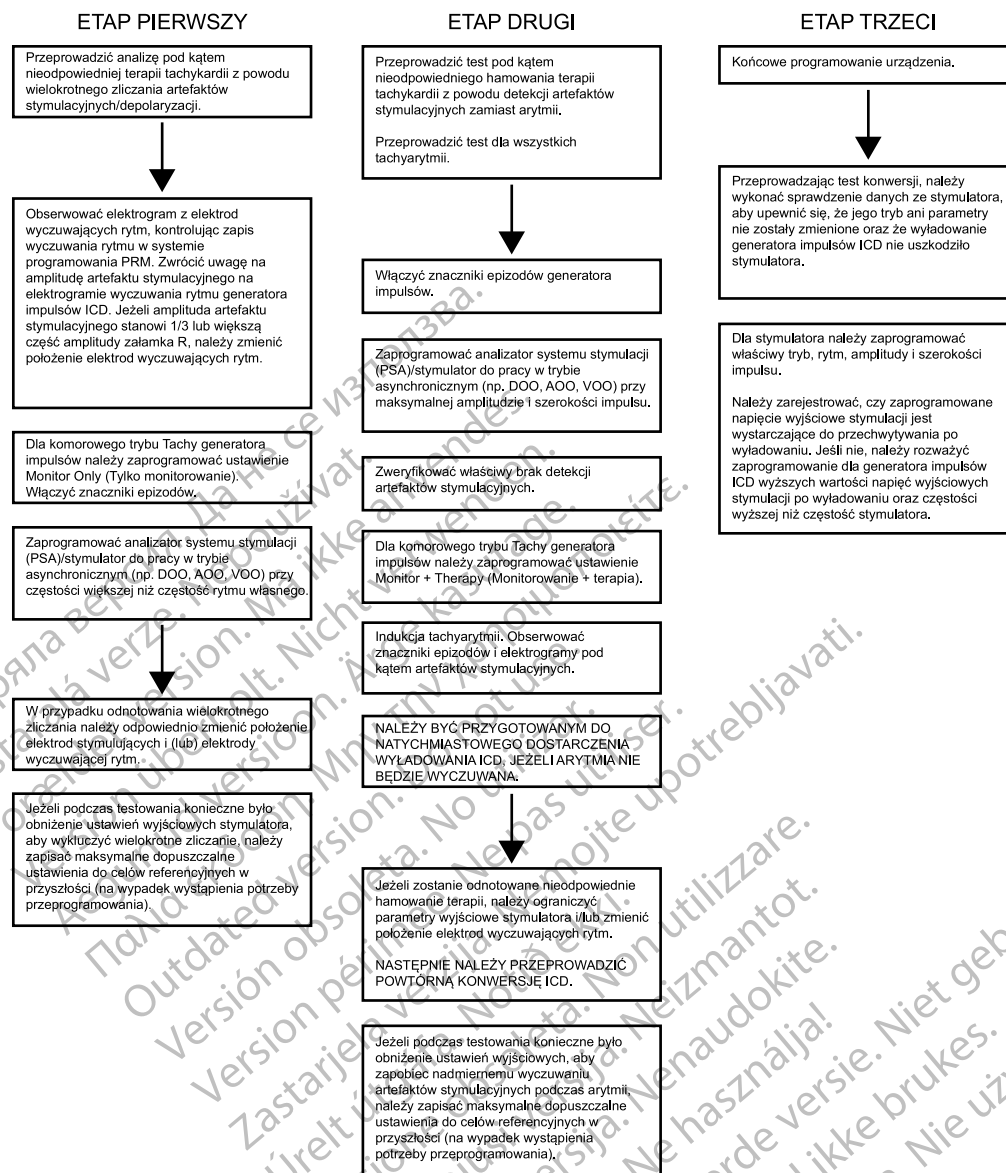 ETAP PIERWSZY
Przeprowadzić analizę pod kątem
nieodpowiedniej terapii tachykardii z powodu
wielokrotnego zliczania artefaktów
stymulacyjnych/depolaryzacji.
Obserwować elektrogram z elektrod
wyczuwających rytm, kontrolując zapis
wyczuwania rytmu w systemie
programowania PRM. Zwrócić uwagę na
amplitudę artefaktu stymulacyjnego na
elektrogramie wyczuwania rytmu generatora
impulsów ICD. Jeżeli amplituda artefaktu
stymulacyjnego stanowi 1/3 lub większą
część amplitudy załamka R, należy zmienić
położenie elektrod wyczuwających rytm.
Dla komorowego trybu Tachy generatora
impulsów należy zaprogramować ustawienie
Monitor Only (Tylko monitorowanie).
Włączyć znaczniki epizodów.
Zaprogramować analizator systemu stymulacji
(PSA)/stymulator do pracy w trybie
asynchronicznym (np. DOO, AOO, VOO) przy
częstości większej niż częstość rytmu własnego.
W przypadku odnotowania wielokrotnego
zliczania należy odpowiednio zmienić położenie
elektrod stymulujących i (lub) elektrody
wyczuwającej rytm.
Jeżeli podczas testowania konieczne było
obniżenie ustawień wyjściowych stymulatora,
aby wykluczyć wielokrotne zliczanie, należy
zapisać maksymalne dopuszczalne
ustawienia do celów referencyjnych w
przyszłości (na wypadek wystąpienia potrzeby
przeprogramowania).
ETAP DRUGI
Przeprowadzić test pod kątem
nieodpowiedniego hamowania terapii
tachykardii z powodu detekcji artefaktów
stymulacyjnych zamiast arytmii.
Przeprowadzić test dla wszystkich
tachyarytmii.
Włączyć znaczniki epizodów generatora
impulsów.
Zaprogramować analizator systemu stymulacji
(PSA)/stymulator do pracy w trybie
asynchronicznym (np. DOO, AOO, VOO) przy
maksymalnej amplitudzie i szerokości impulsu.
Zweryfikować właściwy brak detekcji
artefaktów stymulacyjnych.
Dla komorowego trybu Tachy generatora
impulsów należy zaprogramować ustawienie
Monitor + Therapy (Monitorowanie + terapia).
Indukcja tachyarytmii. Obserwować
znaczniki epizodów i elektrogramy pod
kątem artefaktów stymulacyjnych.
NALEŻY BYĆ PRZYGOTOWANYM DO
NATYCHMIASTOWEGO DOSTARCZENIA
WYŁADOWANIA ICD, JEŻELI ARYTMIA NIE
BĘDZIE WYCZUWANA.
Jeżeli zostanie odnotowane nieodpowiednie
hamowanie terapii, należy ograniczyć
parametry wyjściowe stymulatora i/lub zmienić
położenie elektrod wyczuwających rytm.
NASTĘPNIE NALEŻY PRZEPROWADZIĆ
POWTÓRNĄ KONWERSJĘ ICD.
Jeżeli podczas testowania konieczne było
obniżenie ustawień wyjściowych, aby
zapobiec nadmiernemu wyczuwaniu
artefaktów stymulacyjnych podczas arytmii,
należy zapisać maksymalne dopuszczalne
ustawienia do celów referencyjnych w
przyszłości (na wypadek wystąpienia
potrzeby przeprogramowania).
ETAP TRZECI
Końcowe programowanie urządzenia.
Przeprowadzając test konwersji, należy
wykonać sprawdzenie danych ze stymulatora,
aby upewnić się, że jego tryb ani parametry
nie zostały zmienione oraz że wyładowanie
generatora impulsów ICD nie uszkodziło
stymulatora.
Dla stymulatora należy zaprogramować
właściwy tryb, rytm, amplitudy i szerokości
impulsu.
Należy zarejestrować, czy zaprogramowane
napięcie wyjściowe stymulacji jest
wystarczające do przechwytywania po
wyładowaniu. Jeśli nie, należy rozważyć
zaprogramowanie dla generatora impulsów
ICD wyższych wartości napięć wyjściowych
stymulacji po wyładowaniu oraz częstości
wyższej niż częstość stymulatora.